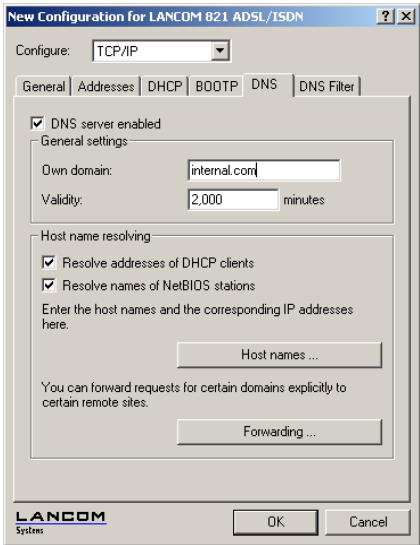 New Configuration for LANCOM 821 ADSL/ISDN
Configure: TCP/IP
General Addresses DHCP BOOTP DNS DNS Filter
DNS server enabled
General settings
Own domain: internal.com
Validity: 2,000 minutes
Host name resolving
Resolve addresses of DHCP clients
Resolve names of NetBIOS stations
Enter the host names and the corresponding IP addresses
here.
Host names ...
You can forward requests for certain domains explicitly to
certain remote sites.
Forwarding ...
LANCOM
Systems
OK Cancel